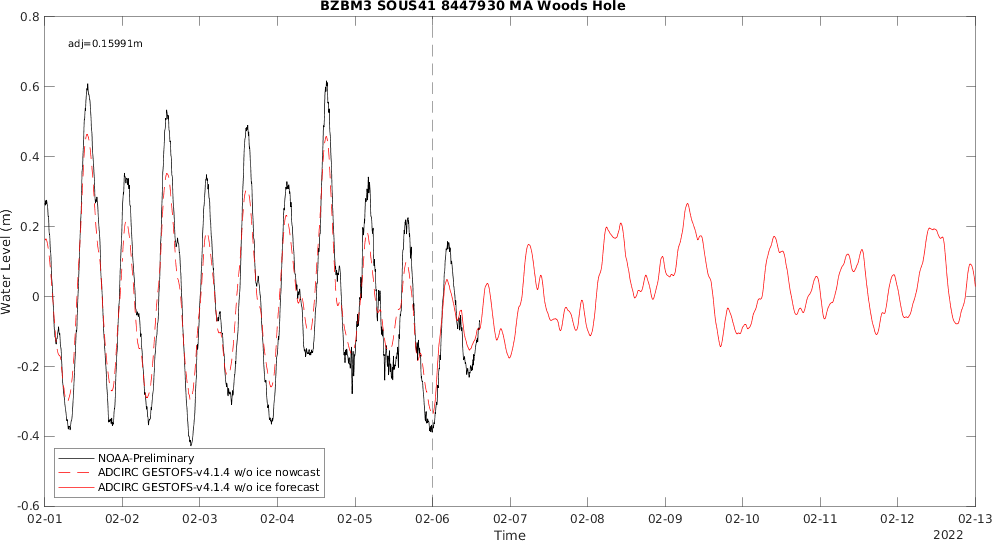 BZBM3 SOUS41 8447930 MA Woods Hole
adj=0.15991m
Water Level (m)
0.8
0.6
0.4
0.2
0
-0.2
-0.4
-0.6
NOAA-Preliminary
ADCIRC GESTOFS-v4.1.4 w/o ice nowcast
ADCIRC GESTOFS-v4.1.4 w/o ice forecast
02-01 02-02 02-03 02-04 02-05 02-06 02-07 02-08 02-09 02-10 02-11 02-12 02-13
Time
2022